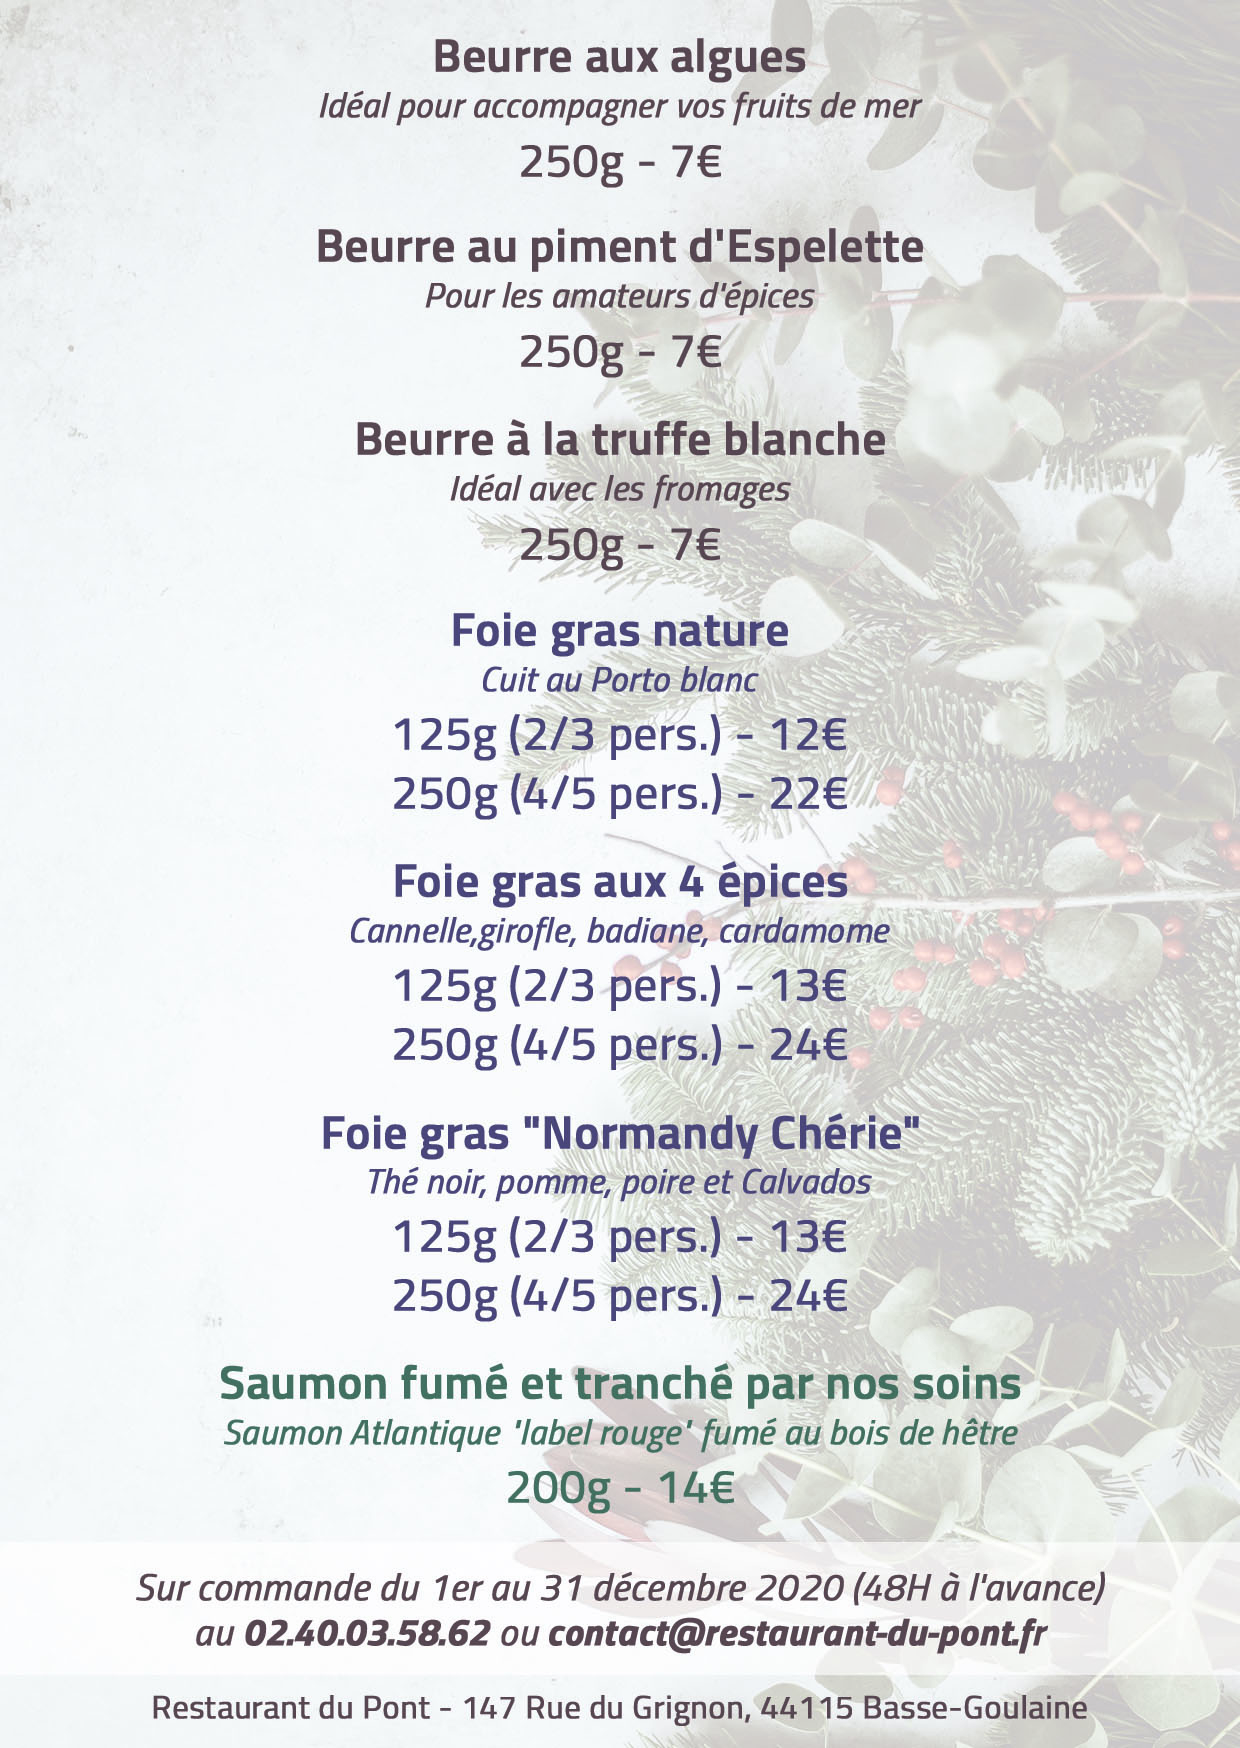 Beurre aux algues
Idéal pour accompagner vos fruits de mer
250g - 7€
Beurre au piment d'Espelette
Pour les amateurs d'épices
250g - 7€
Beurre à la truffe blanche
Idéal avec les fromages
250g - 7€
Foie gras nature
Cuit au Porto blanc
125g (2/3 pers.) - 12€
250g (4/5 pers.) - 22€
Foie gras aux 4 épices
Cannelle,girofle, badiane, cardamome
125g (2/3 pers.) - 13€
250g (4/5 pers.) - 24€
Foie gras "Normandy Chérie"
Thé noir, pomme, poire et Calvados
125g (2/3 pers.) - 13€
250g (4/5 pers.) - 24€
Saumon fumé et tranché par nos soins
Saumon Atlantique 'label rouge' fumé au bois de hêtre
200g - 14€
Sur commande du 1er au 31 décembre 2020 (48H à l'avance)
au 02.40.03.58.62 ou contact@restaurant-du-pont.fr
Restaurant du Pont - 147 Rue du Grignon, 44115 Basse-Goulaine